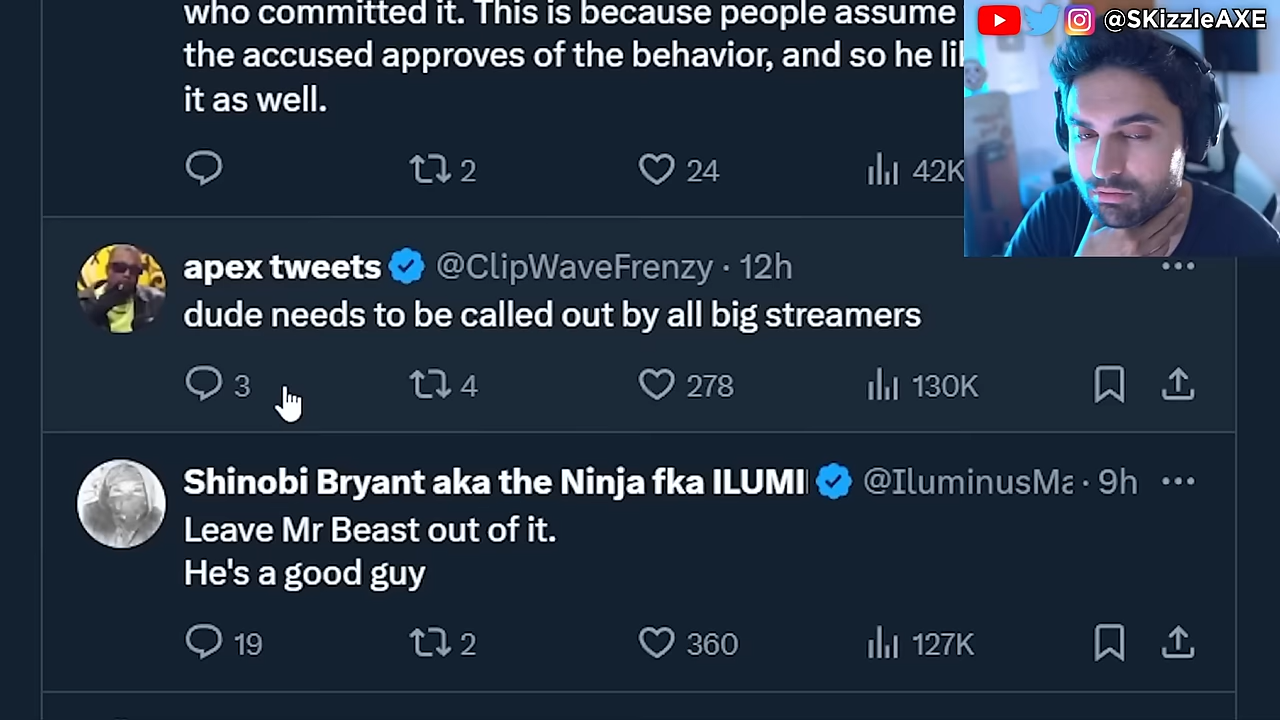 @SKizzleAXE
who committed it. This is because people assume
the accused approves of the behavior, and so he
it as well.
2
24
42K
apex tweets @ClipWaveFrenzy · 12h
dude needs to be called out by all big streamers
3
4
278
130K
Shinobi Bryant aka the Ninja fka ILUMI @IluminusMa · 9h
Leave Mr Beast out of it.
He's a good guy
19
2
360
127K